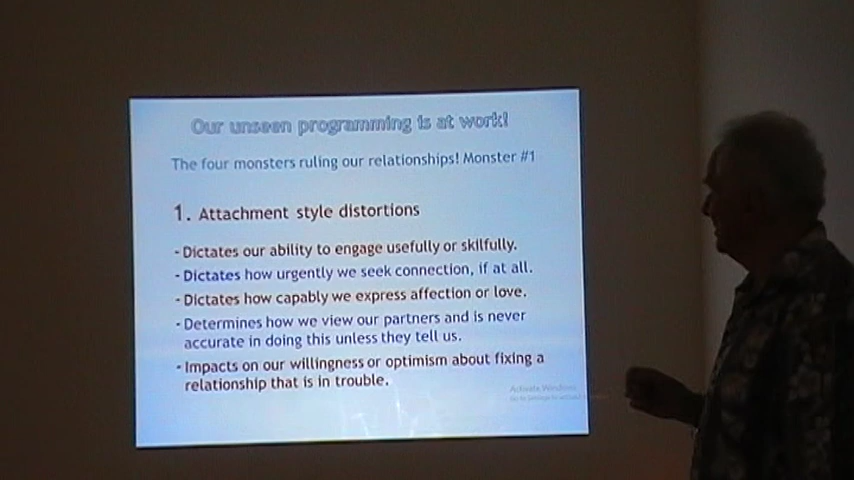 Our unseen programming is at work!
The four monsters ruling our relationships! Monster #1
1. Attachment style distortions
- Dictates our ability to engage usefully or skilfully.
- Dictates how urgently we seek connection, if at all.
- Dictates how capably we express affection or love.
- Determines how we view our partners and is never
accurate in doing this unless they tell us.
- Impacts on our willingness or optimism about fixing a
relationship that is in trouble.
Activate Windows